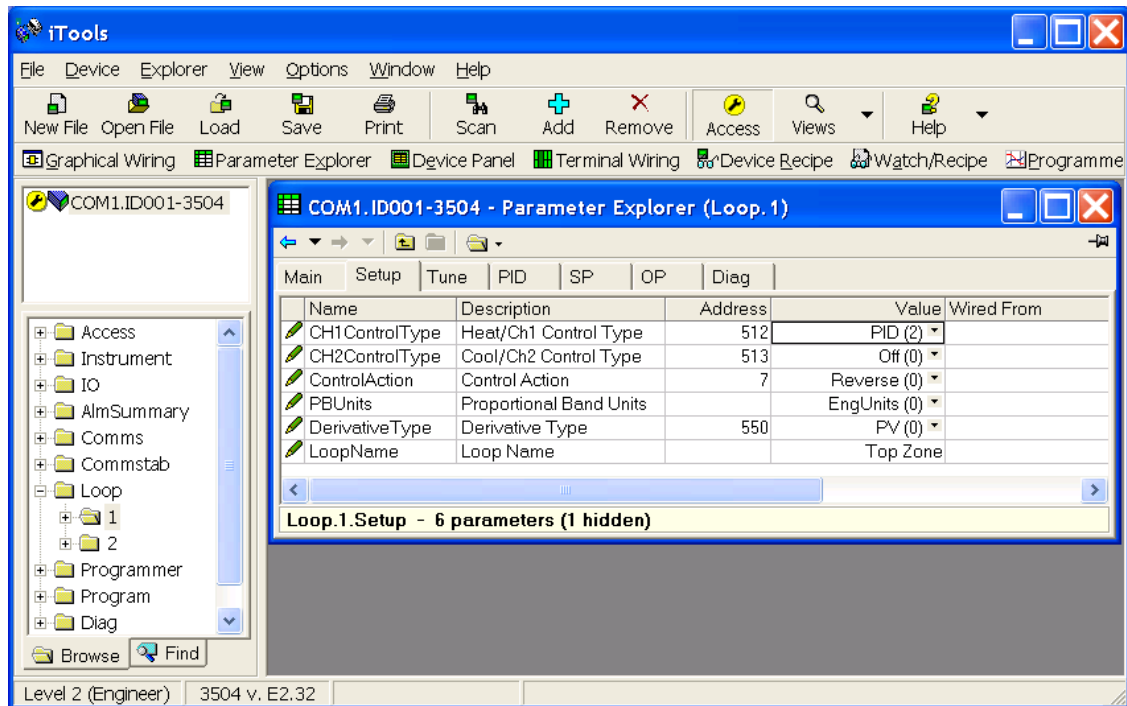 iTools
File Device Explorer View Options Window Help
New File Open File Load Save Print Scan Add Remove Access Views Help
Graphical Wiring Parameter Explorer Device Panel Terminal Wiring Device Recipe Watch/Recipe Programme
COM1.ID001-3504
Access
Instrument
IO
AlmSummary
Comms
Commstab
Loop
1
2
Programmer
Program
Diag
Browse Find
COM1.ID001-3504 - Parameter Explorer (Loop.1)
Main Setup Tune PID SP OP Diag
Name Description Address Value Wired From
CH1ControlType Heat/Ch1 Control Type 512 PID (2)
CH2ControlType Cool/Ch2 Control Type 513 Off (0)
ControlAction Control Action 7 Reverse (0)
PBUnits Proportional Band Units EngUnits (0)
DerivativeType Derivative Type 550 PV (0)
LoopName Loop Name Top Zone
Loop.1.Setup - 6 parameters (1 hidden)
Level 2 (Engineer) 3504 v. E2.32